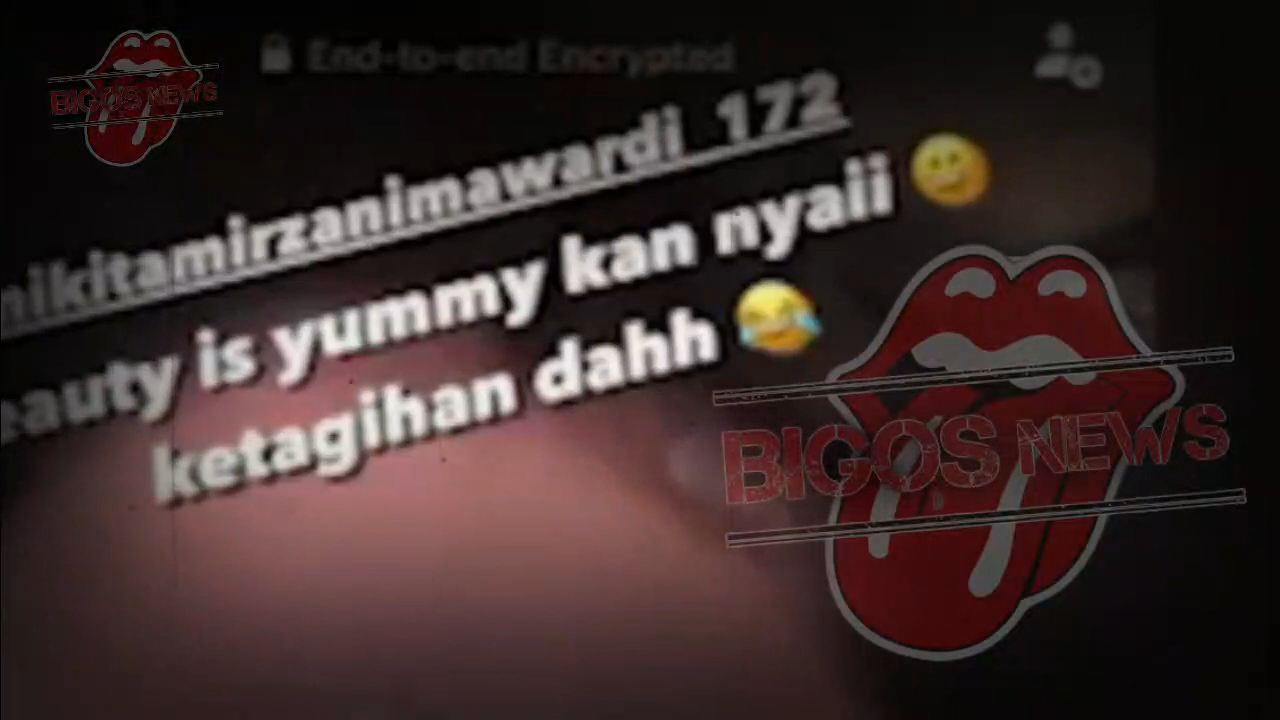 BIGOS NEWS
End-to-end Encrypted
nikitamirzanimawardi_172
eauty is yummy kan nyaii 
ketagihan dahh 😂
BIGOS NEWS